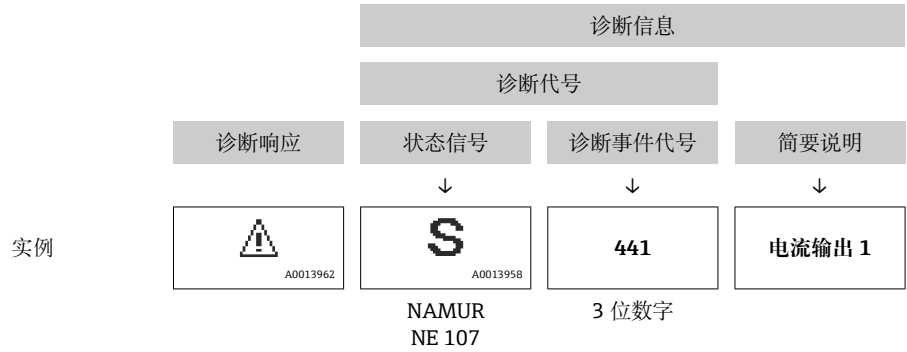 诊断信息
诊断代号
诊断响应 状态信号 诊断事件代号 简要说明
↓ ↓ ↓
实例 S 441 电流输出 1
A0013962 A0013958
NAMUR 3 位数字
NE 107